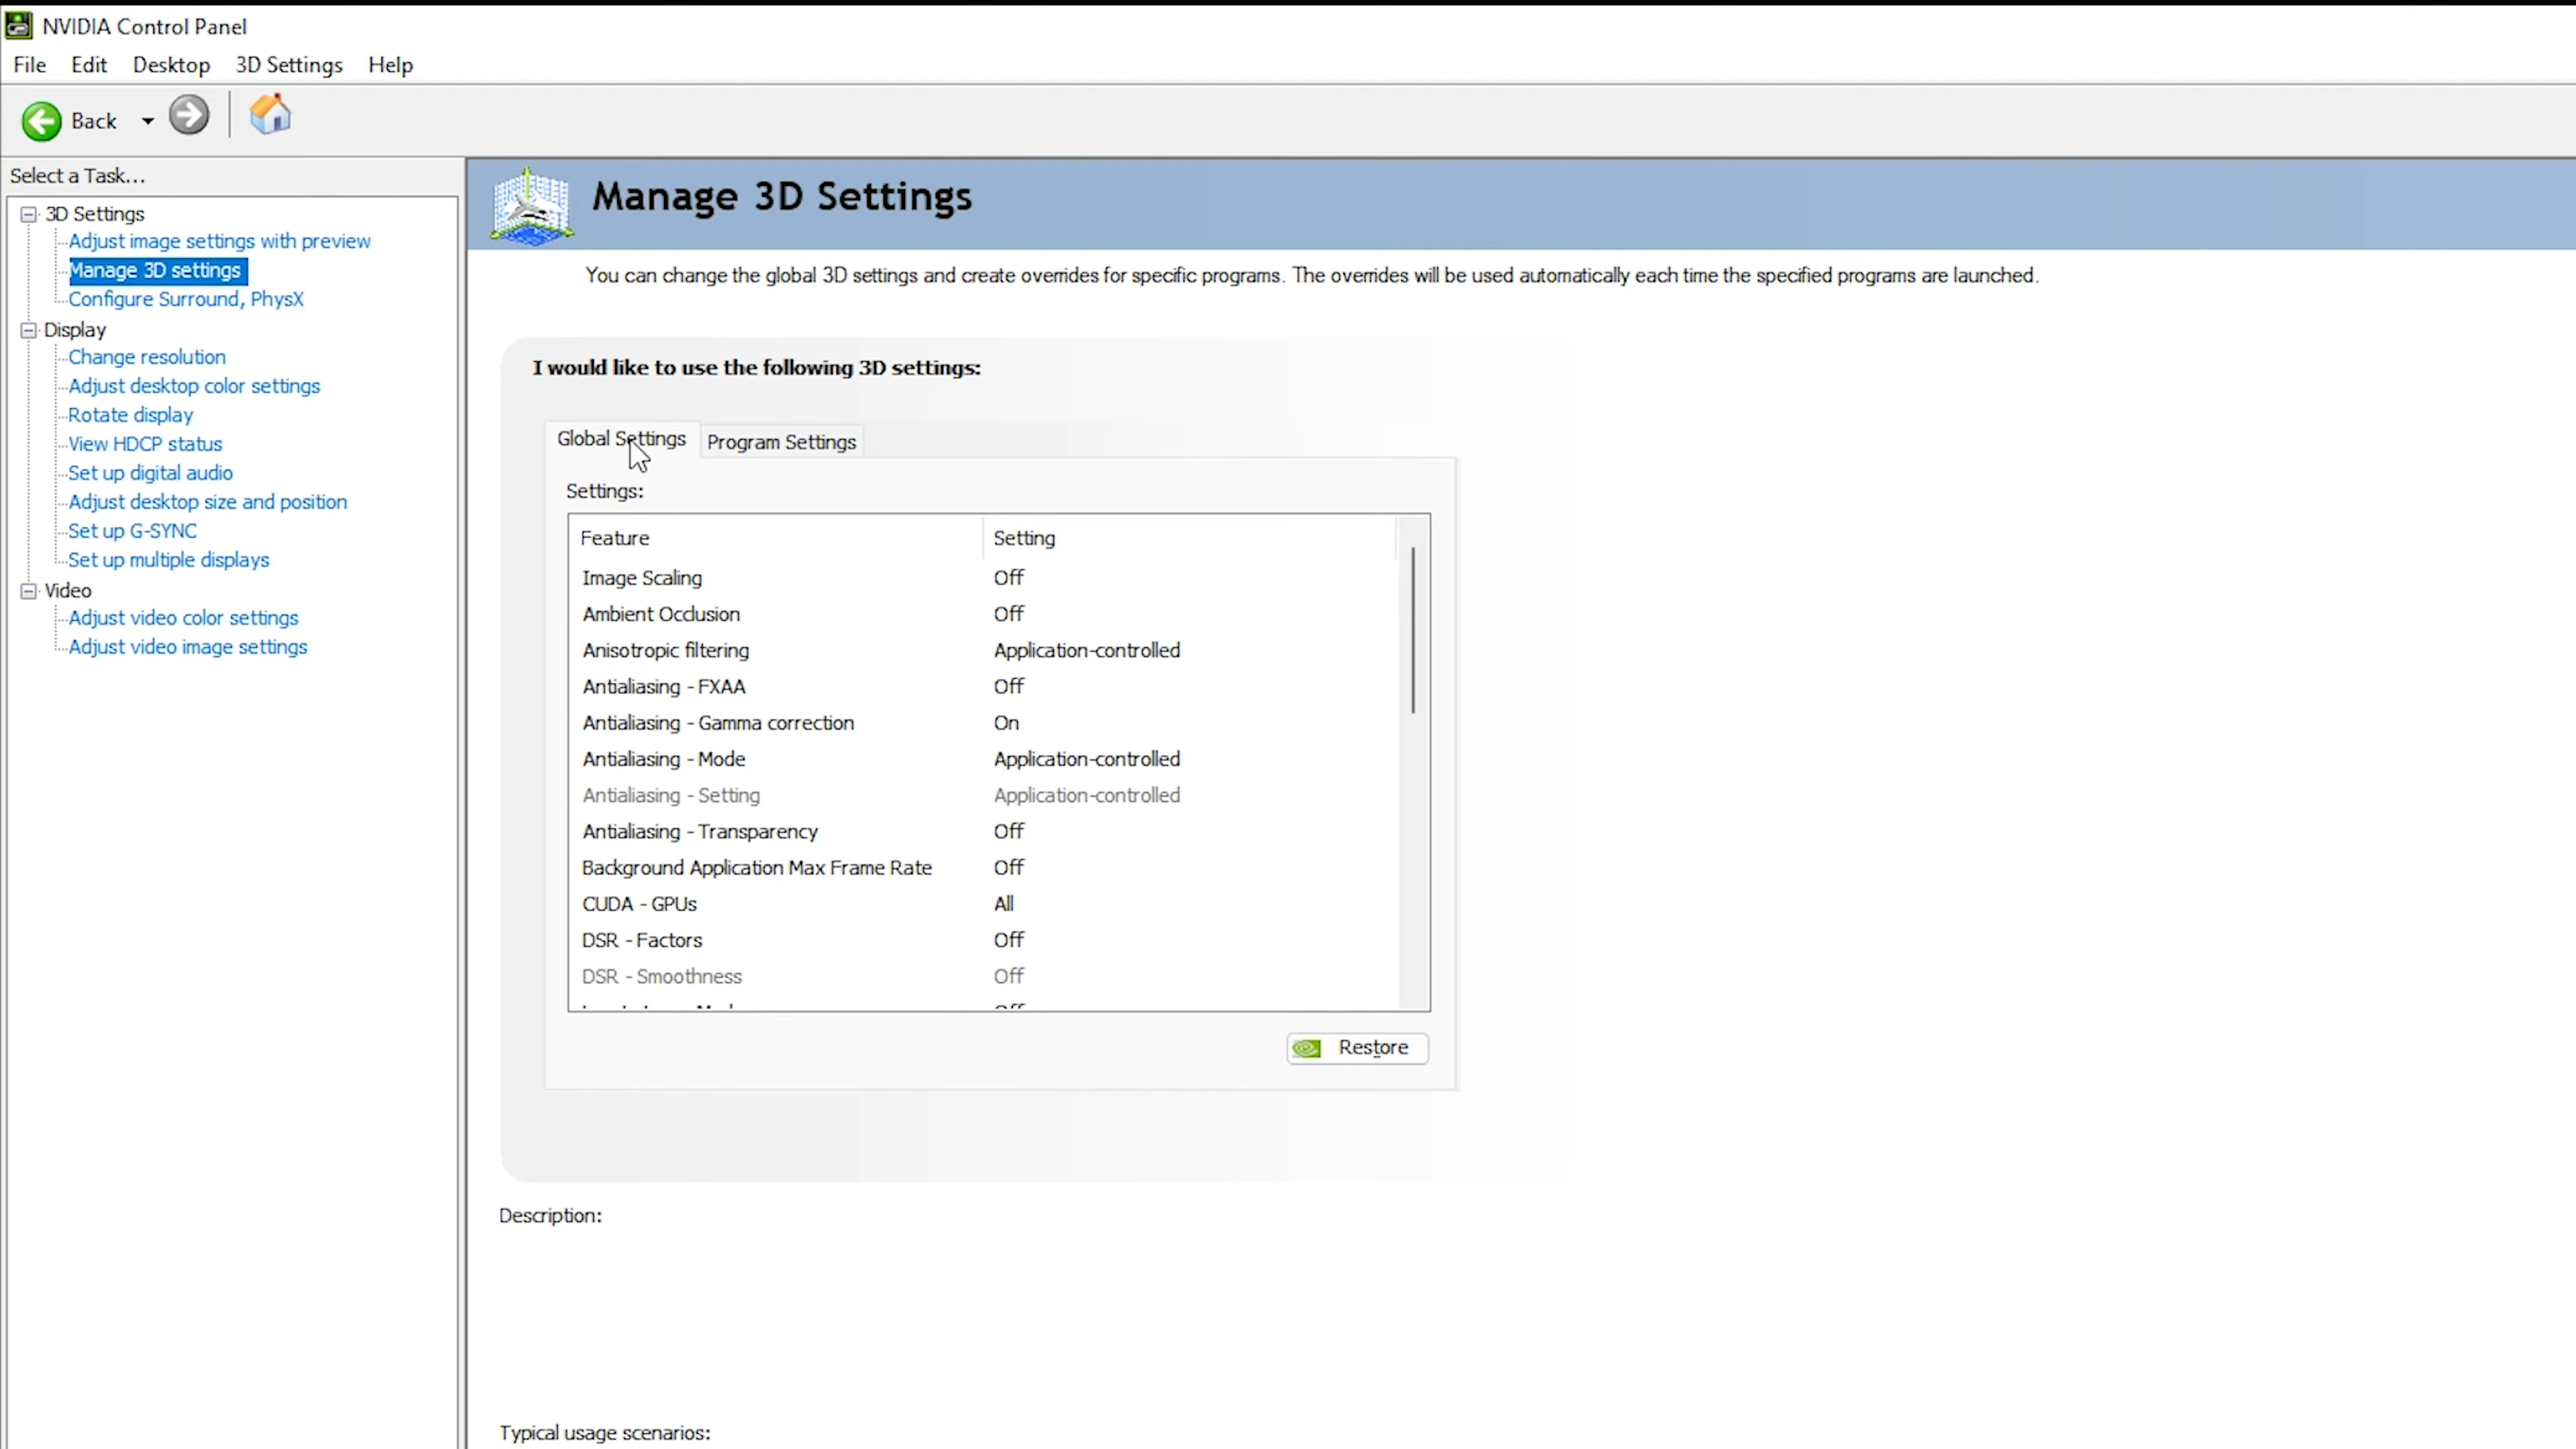 NVIDIA Control Panel
File Edit Desktop 3D Settings Help
Back
Select a Task...
3D Settings
Adjust image settings with preview
Manage 3D settings
Configure Surround, PhysX
Display
Change resolution
Adjust desktop color settings
Rotate display
View HDCP status
Set up digital audio
Adjust desktop size and position
Set up G-SYNC
Set up multiple displays
Video
Adjust video color settings
Adjust video image settings
Manage 3D Settings
You can change the global 3D settings and create overrides for specific programs. The overrides will be used automatically each time the specified programs are launched.
I would like to use the following 3D settings:
Global Settings Program Settings
Settings:
Feature Setting
Image Scaling Off
Ambient Occlusion Off
Anisotropic filtering Application-controlled
Antialiasing - FXAA Off
Antialiasing - Gamma correction On
Antialiasing - Mode Application-controlled
Antialiasing - Setting Application-controlled
Antialiasing - Transparency Off
Background Application Max Frame Rate Off
CUDA - GPUs All
DSR - Factors Off
DSR - Smoothness Off
Restore
Description:
Typical usage scenarios: